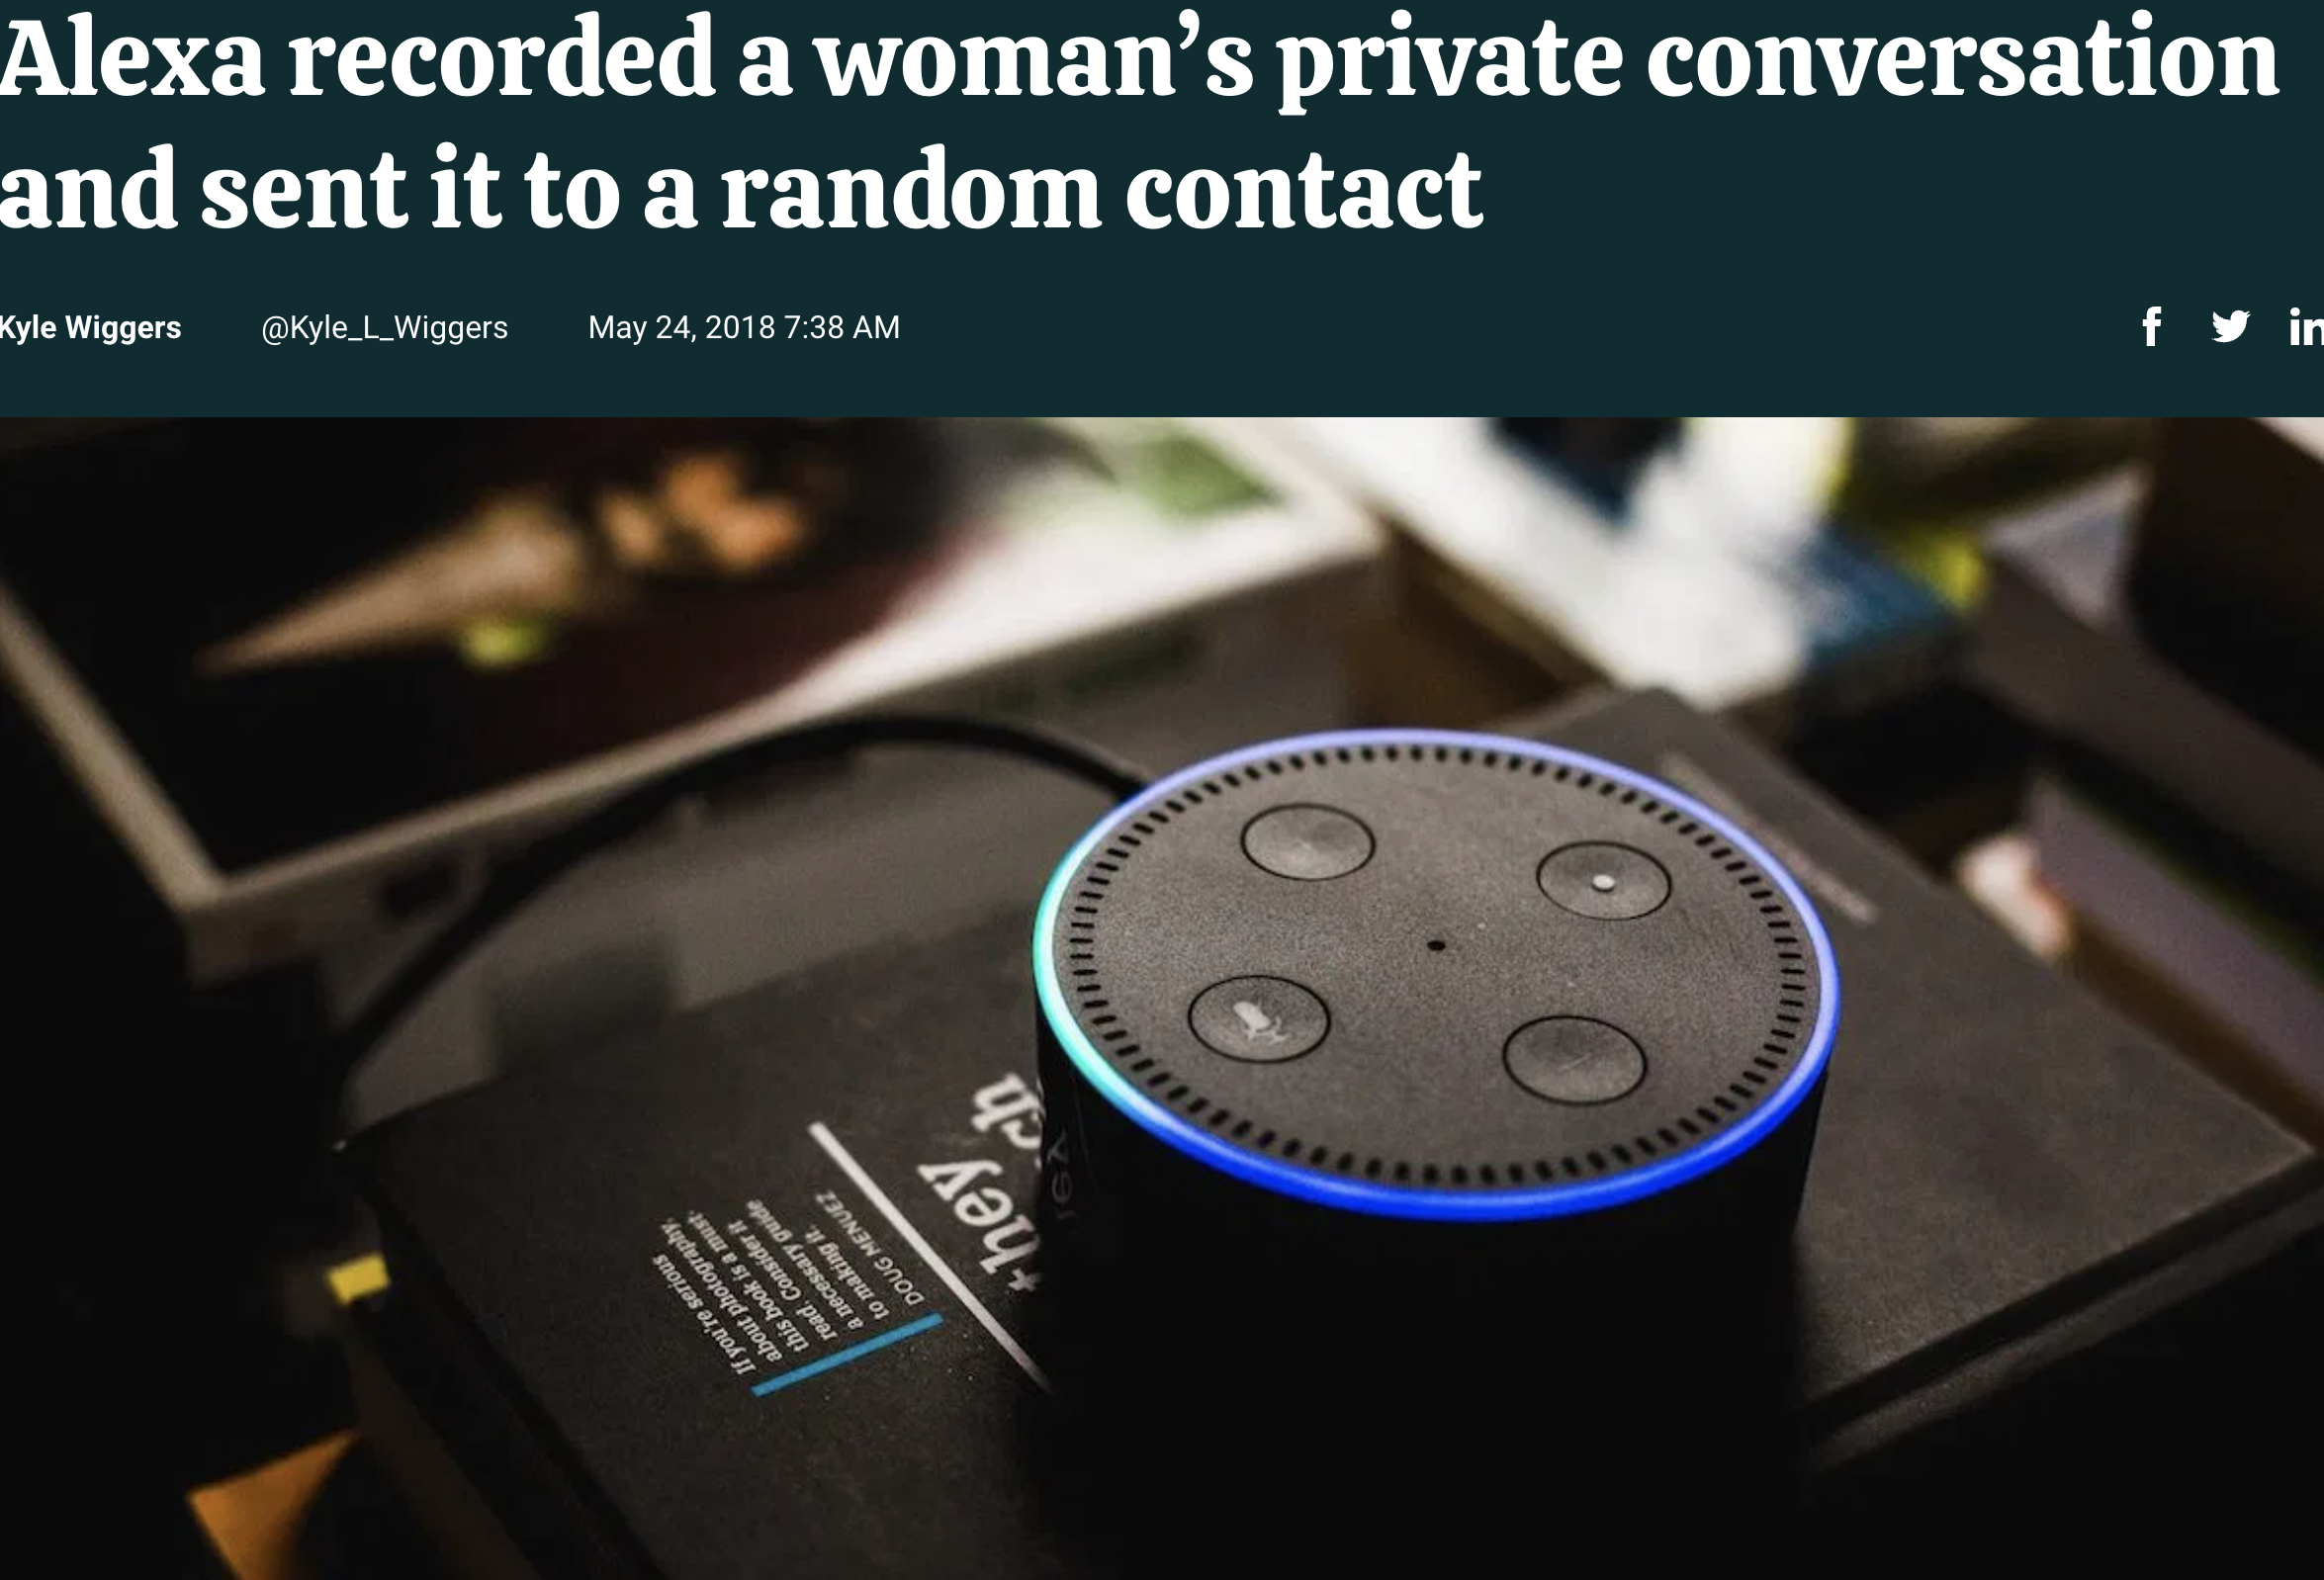 Alexa recorded a woman’s private conversation
and sent it to a random contact
Kyle Wiggers @Kyle_L_Wiggers May 24, 2018 7:38 AM
f in
they
If you're serious
about photography,
this book is a must-
read. Consider it
a necessary guide
to making it.
DOUG MENUEZ